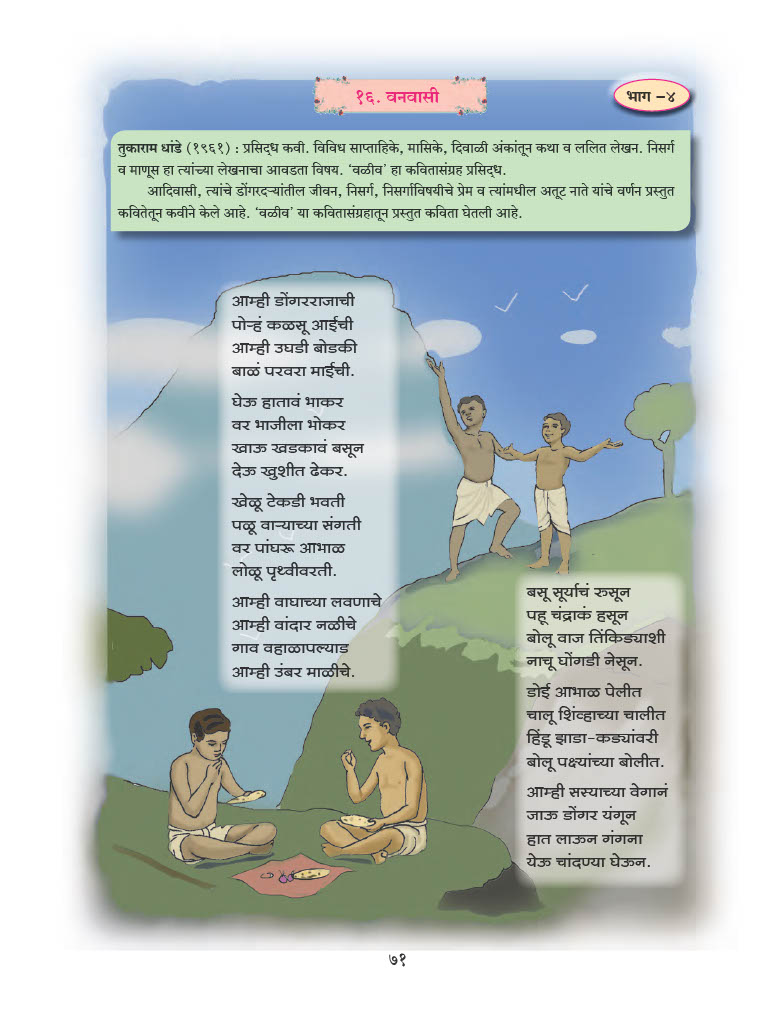 १६. वनवासी
भाग -४
तुकाराम धांडे (१९६१) : प्रसिद्ध कवी. विविध साप्ताहिके, मासिके, दिवाळी अंकांतून कथा व ललित लेखन. निसर्ग
व माणूस हा त्यांच्या लेखनाचा आवडता विषय. ‘वळीव’ हा कवितासंग्रह प्रसिद्ध.
आदिवासी, त्यांचे डोंगरदऱ्यांतील जीवन, निसर्ग, निसर्गाविषयीचे प्रेम व त्यांमधील अतूट नाते यांचे वर्णन प्रस्तुत
कवितेतून कवीने केले आहे. ‘वळीव’ या कवितासंग्रहातून प्रस्तुत कविता घेतली आहे.
आम्ही डोंगरराजाची
पोऱ्हं कळसू आईची
आम्ही उघडी बोडकी
बाळं परवरा माईची.
घेऊ हातावं भाकर
वर भाजीला भोकर
खाऊ खडकावं बसून
देऊ खुशीत ढेकर.
खेळू टेकडी भवती
पळू वाऱ्याच्या संगती
वर पांघरू आभाळ
लोळू पृथ्वीवरती.
आम्ही वाघाच्या लवणाचे
आम्ही वांदार नळीचे
गाव वहाळापल्याड
आम्ही उंबर माळीचे.
बसू सूर्याचं रुसून
पहू चंद्राकं हसून
बोलू वाज तिंकिड्याशी
नाचू घोंगडी नेसून.
डोई आभाळ पेलीत
चालू शिंव्हाच्या चालीत
हिंडू झाडा-कड्यांवरी
बोलू पक्ष्यांच्या बोलीत.
आम्ही सस्याच्या वेगानं
जाऊ डोंगर यंगून
हात लाऊन गंगना
येऊ चांदण्या घेऊन.
७१